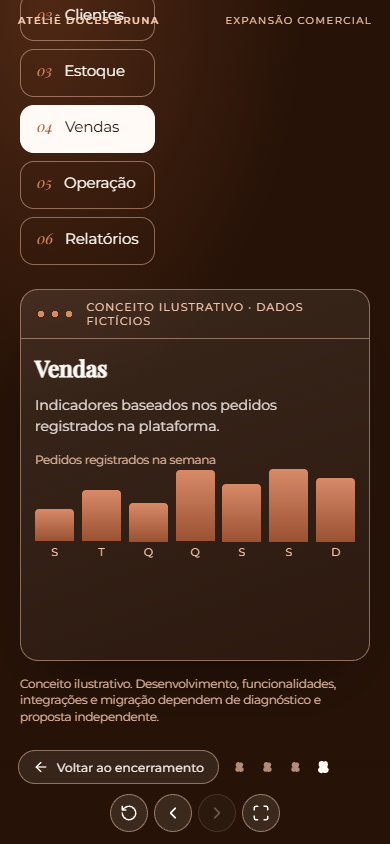 ATELIÊ DOCES BRUNA
EXPANSÃO COMERCIAL
02 Clientes
03 Estoque
04 Vendas
05 Operação
06 Relatórios
CONCEITO ILUSTRATIVO · DADOS
FICTÍCIOS
Vendas
Indicadores baseados nos pedidos
registrados na plataforma.
Pedidos registrados na semana
S T Q Q S S D
Conceito ilustrativo. Desenvolvimento, funcionalidades,
integrações e migração dependem de diagnóstico e
proposta independente.
Voltar ao encerramento